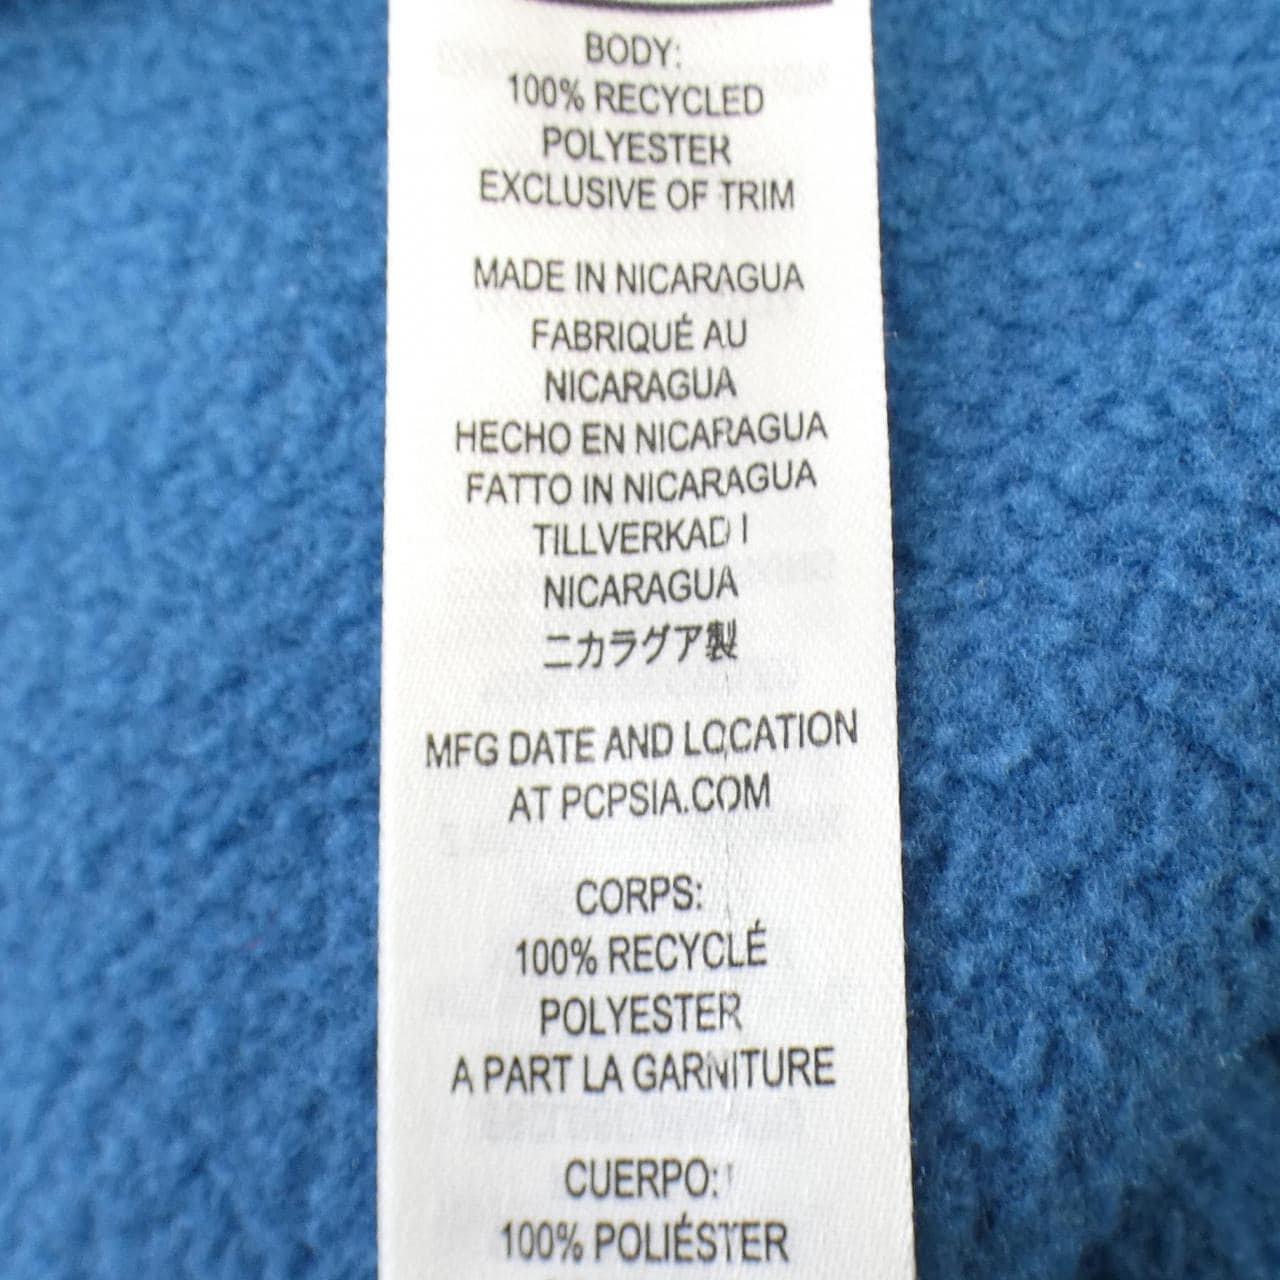 BODY:
100% RECYCLED
POLYESTER
EXCLUSIVE OF TRIM
MADE IN NICARAGUA
FABRIQUÉ AU
NICARAGUA
HECHO EN NICARAGUA
FATTO IN NICARAGUA
TILLVERKAD I
NICARAGUA
ニカラグア製
MFG DATE AND LOCATION
AT PCPSIA.COM
CORPS:
100% RECYCLÉ
POLYESTER
A PART LA GARNITURE
CUERPO:
100% POLIÉSTER